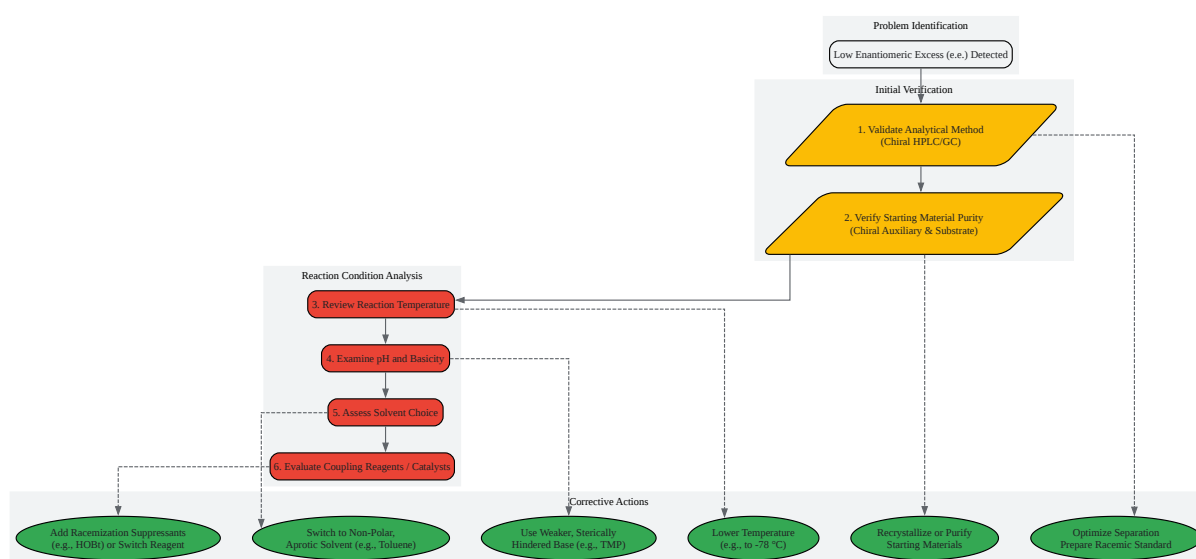 Problem Identification
Low Enantiomeric Excess (e.e.) Detected
Initial Verification
1. Validate Analytical Method
(Chiral HPLC/GC)
2. Verify Starting Material Purity
(Chiral Auxiliary & Substrate)
Reaction Condition Analysis
3. Review Reaction Temperature
4. Examine pH and Basicity
5. Assess Solvent Choice
6. Evaluate Coupling Reagents / Catalysts
Corrective Actions
Add Racemization Suppressants
(e.g., HOBt) or Switch Reagent
Switch to Non-Polar,
Aprotic Solvent (e.g., Toluene)
Use Weaker, Sterically
Hindered Base (e.g., TMP)
Lower Temperature
(e.g., to -78 °C)
Recrystallize or Purify
Starting Materials
Optimize Separation
Prepare Racemic Standard